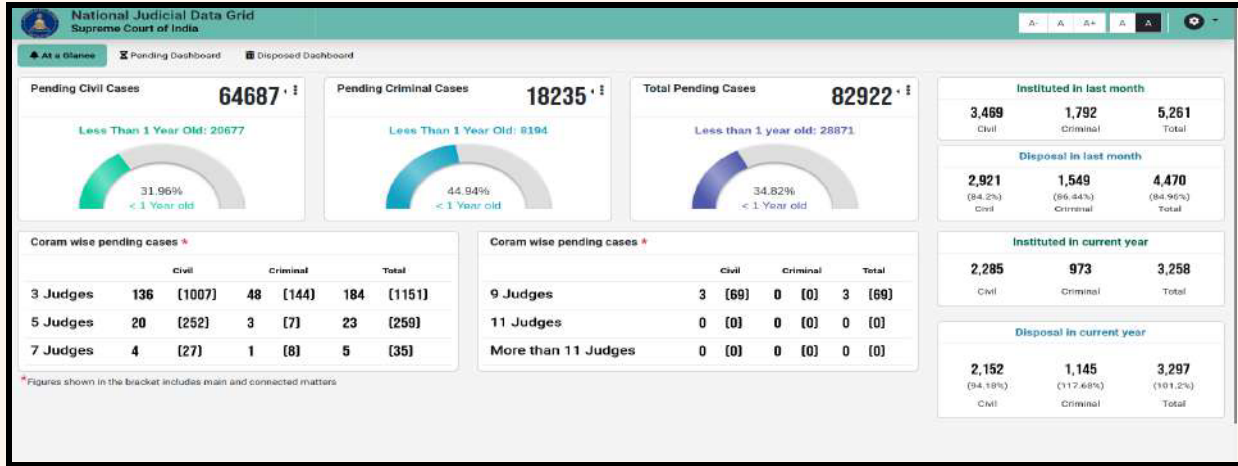 National Judicial Data Grid
Supreme Court of India
A- A A+ A A
At a Glance Pending Dashboard Disposed Dashboard
Pending Civil Cases 64687
Less Than 1 Year Old: 20677
31.96%
< 1 Year old
Pending Criminal Cases 18235
Less Than 1 Year Old: 8194
44.94%
< 1 Year old
Total Pending Cases 82922
Less than 1 year old: 28871
34.82%
< 1 Year old
Instituted in last month
3,469 1,792 5,261
Civil Criminal Total
Disposal in last month
2,921 1,549 4,470
(84.2%) (86.44%) (84.96%)
Civil Criminal Total
Coram wise pending cases *
Civil Criminal Total
3 Judges 136 (1007) 48 (144) 184 (1151)
5 Judges 20 (252) 3 (7) 23 (259)
7 Judges 4 (27) 1 (8) 5 (35)
Coram wise pending cases *
Civil Criminal Total
9 Judges 3 (69) 0 (0) 3 (69)
11 Judges 0 (0) 0 (0) 0 (0)
More than 11 Judges 0 (0) 0 (0) 0 (0)
*Figures shown in the bracket includes main and connected matters
Instituted in current year
2,285 973 3,258
Civil Criminal Total
Disposal in current year
2,152 1,145 3,297
(94.18%) (117.68%) (101.2%)
Civil Criminal Total